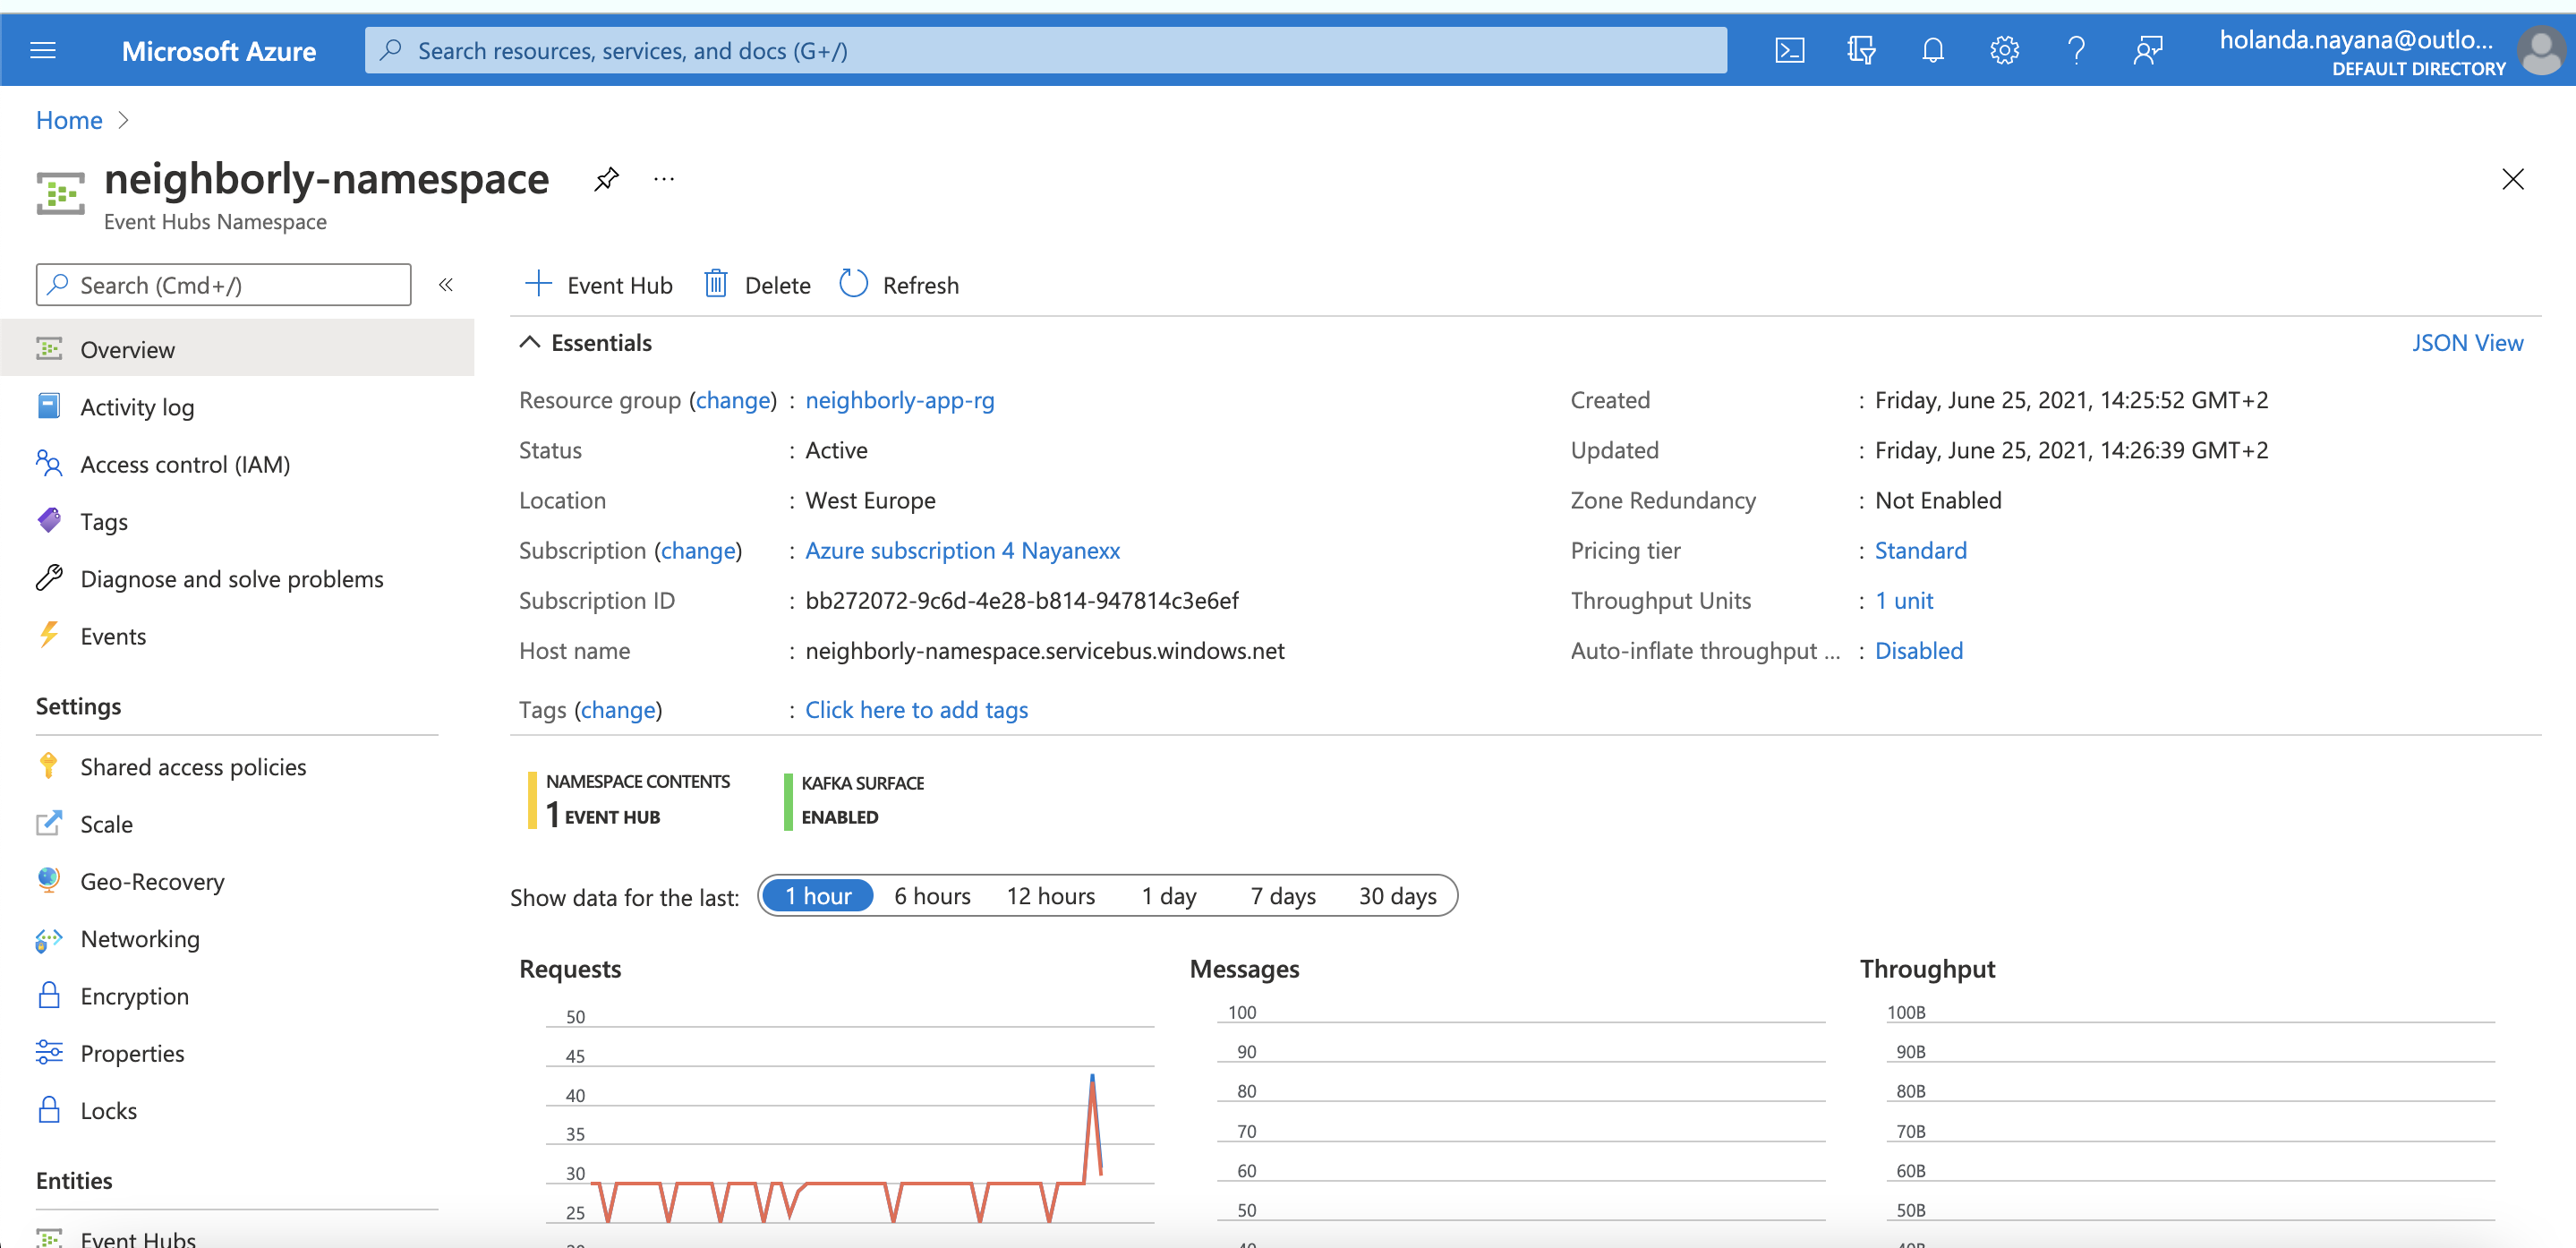 Microsoft Azure
Search resources, services, and docs (G+/)
holanda.nayana@outlo...
DEFAULT DIRECTORY
Home
neighborly-namespace
...
Event Hubs Namespace
Search (Cmd+/)
«
Event Hub
Delete
Refresh
Overview
Activity log
Access control (IAM)
Tags
Diagnose and solve problems
Events
Settings
Shared access policies
Scale
Geo-Recovery
Networking
Encryption
Properties
Locks
Entities
Event Hubs
Essentials
JSON View
Resource group (change) : neighborly-app-rg
Status : Active
Location : West Europe
Subscription (change) : Azure subscription 4 Nayanexx
Subscription ID : bb272072-9c6d-4e28-b814-947814c3e6ef
Host name : neighborly-namespace.servicebus.windows.net
Tags (change) : Click here to add tags
Created : Friday, June 25, 2021, 14:25:52 GMT+2
Updated : Friday, June 25, 2021, 14:26:39 GMT+2
Zone Redundancy : Not Enabled
Pricing tier : Standard
Throughput Units : 1 unit
Auto-inflate throughput ... : Disabled
NAMESPACE CONTENTS
1 EVENT HUB
KAFKA SURFACE
ENABLED
Show data for the last:
1 hour
6 hours
12 hours
1 day
7 days
30 days
Requests
50
45
40
35
30
25
Messages
100
90
80
70
60
50
40
Throughput
100B
90B
80B
70B
60B
50B
40B